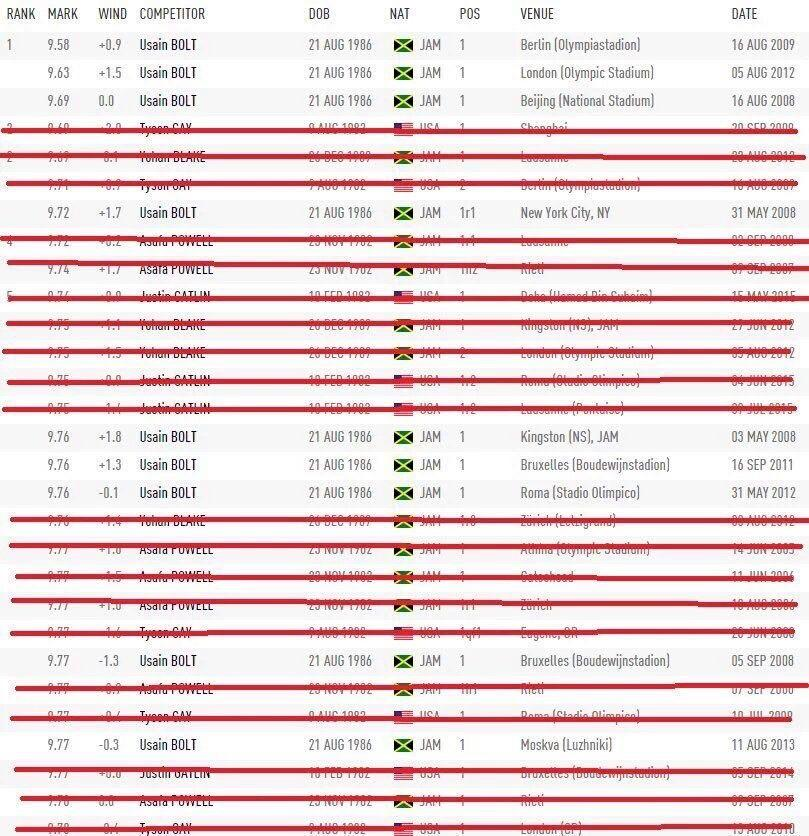 RANK MARK WIND COMPETITOR DOB NAT POS VENUE DATE
1 9.58 +0.9 Usain BOLT 21 AUG 1986 JAM 1 Berlin (Olympiastadion) 16 AUG 2009
9.63 +1.5 Usain BOLT 21 AUG 1986 JAM 1 London (Olympic Stadium) 05 AUG 2012
9.69 0.0 Usain BOLT 21 AUG 1986 JAM 1 Beijing (National Stadium) 16 AUG 2008
2 9.69 +2.0 Tyson GAY 9 AUG 1982 USA 1 Shanghai 20 SEP 2009
2 9.69 -0.1 Yohan BLAKE 26 DEC 1989 JAM 1 Lausanne 23 AUG 2012
9.71 +0.9 Tyson GAY 9 AUG 1982 USA 2 Berlin (Olympiastadion) 16 AUG 2009
9.72 +1.7 Usain BOLT 21 AUG 1986 JAM 1r1 New York City, NY 31 MAY 2008
4 9.72 +0.2 Asafa POWELL 23 NOV 1982 JAM 1r1 Lausanne 02 SEP 2008
9.74 +1.7 Asafa POWELL 23 NOV 1982 JAM 1h2 Rieti 09 SEP 2007
5 9.74 +0.9 Justin GATLIN 10 FEB 1982 USA 1 Doha (Hamad Bin Suhaim) 15 MAY 2015
9.75 +1.1 Yohan BLAKE 26 DEC 1989 JAM 1 Kingston (NS), JAM 29 JUN 2012
9.75 +1.5 Yohan BLAKE 26 DEC 1989 JAM 2 London (Olympic Stadium) 05 AUG 2012
9.75 +0.9 Justin GATLIN 10 FEB 1982 USA 1r2 Roma (Stadio Olimpico) 04 JUN 2015
9.75 +1.4 Justin GATLIN 10 FEB 1982 USA 1r2 Lausanne (Pontaise) 09 JUL 2015
9.76 +1.8 Usain BOLT 21 AUG 1986 JAM 1 Kingston (NS), JAM 03 MAY 2008
9.76 +1.3 Usain BOLT 21 AUG 1986 JAM 1 Bruxelles (Boudewijnstadion) 16 SEP 2011
9.76 -0.1 Usain BOLT 21 AUG 1986 JAM 1 Roma (Stadio Olimpico) 31 MAY 2012
9.76 +1.4 Yohan BLAKE 26 DEC 1989 JAM Zürich (Letzigrund) 30 AUG 2012
9.77 +1.6 Asafa POWELL 23 NOV 1982 JAM 1 Athina (Olympic Stadium) 14 JUN 2005
9.77 +1.5 Asafa POWELL 23 NOV 1982 JAM 1 Gateshead 11 JUN 2006
9.77 +1.0 Asafa POWELL 23 NOV 1982 JAM 1r1 Zürich 18 AUG 2006
9.77 +1.6 Tyson GAY 9 AUG 1982 USA 1qf1 Eugene, OR 28 JUN 2008
9.77 -1.3 Usain BOLT 21 AUG 1986 JAM 1 Bruxelles (Boudewijnstadion) 05 SEP 2008
9.77 +0.9 Asafa POWELL 23 NOV 1982 JAM 1h1 Rieti 07 SEP 2008
9.77 +0.4 Tyson GAY 9 AUG 1982 USA 1 Roma (Stadio Olimpico) 10 JUL 2009
9.77 -0.3 Usain BOLT 21 AUG 1986 JAM 1 Moskva (Luzhniki) 11 AUG 2013
9.77 +0.6 Justin GATLIN 10 FEB 1982 USA 1 Bruxelles (Boudewijnstadion) 05 SEP 2014
9.78 0.0 Asafa POWELL 23 NOV 1982 JAM 1 Rieti 09 SEP 2007
9.78 -0.4 Tyson GAY 9 AUG 1982 USA 1 London (CP) 13 AUG 2010